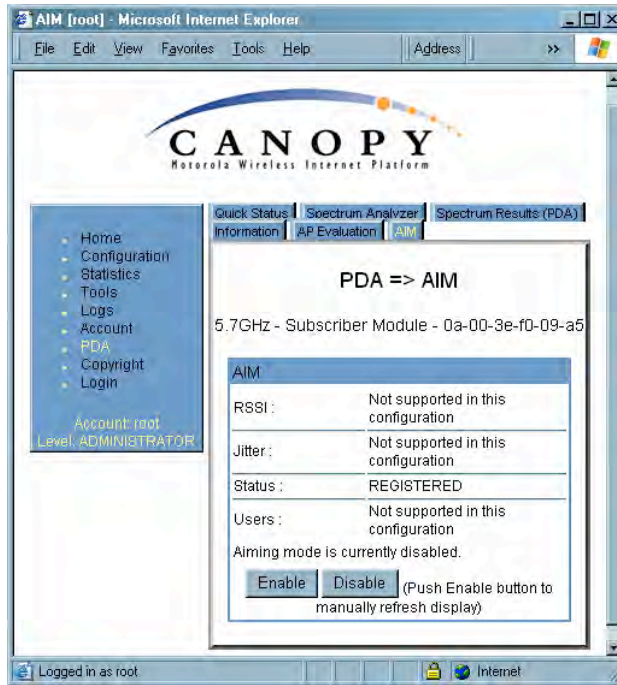 AIM [root] - Microsoft Internet Explorer
File Edit View Favorites Tools Help Address »
CANOPY
Motorola Wireless Internet Platform
Home
Configuration
Statistics
Tools
Logs
Account
PDA
Copyright
Login
Account: root
Level: ADMINISTRATOR
Quick Status Spectrum Analyzer Spectrum Results (PDA)
Information AP Evaluation AIM
PDA => AIM
5.7GHz - Subscriber Module - 0a-00-3e-f0-09-a5
AIM
RSSI : Not supported in this
configuration
Jitter : Not supported in this
configuration
Status : REGISTERED
Users : Not supported in this
configuration
Aiming mode is currently disabled.
Enable Disable (Push Enable button to
manually refresh display)
Logged in as root Internet